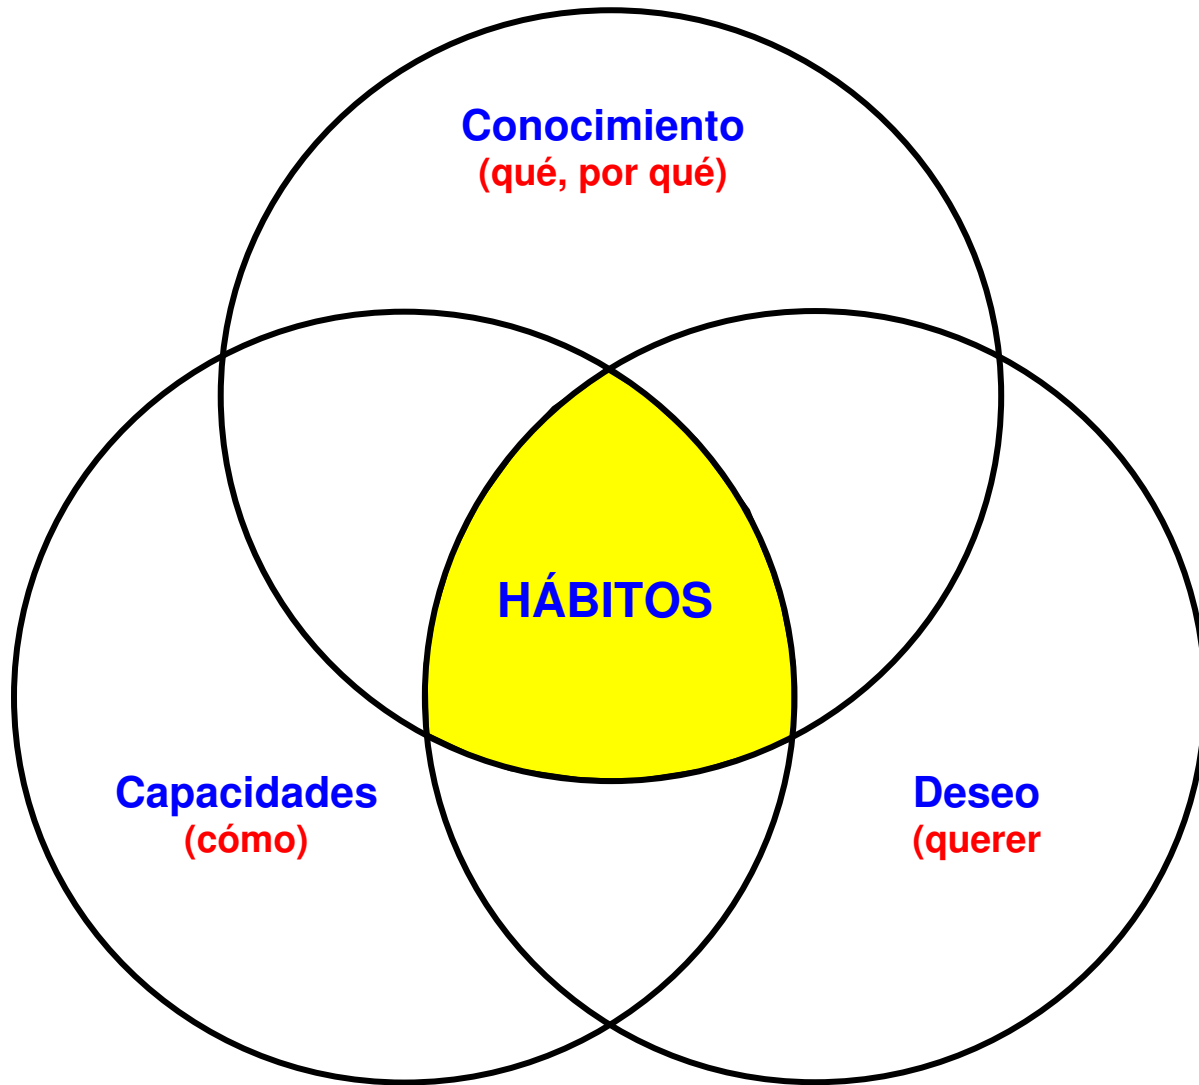 Conocimiento
(qué, por qué)
HÁBITOS
Capacidades
(cómo)
Deseo
(querer